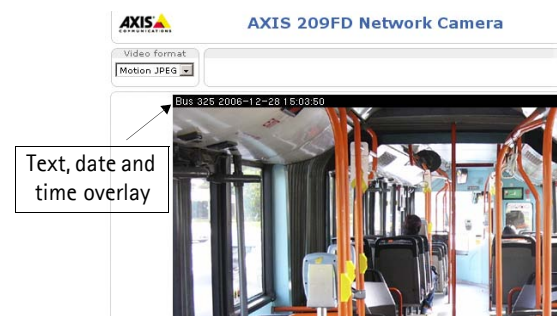 AXIS
COMMUNICATIONS
AXIS 209FD Network Camera
Video format
Motion JPEG
Bus 325 2006-12-28 15:03:50
Text, date and
time overlay